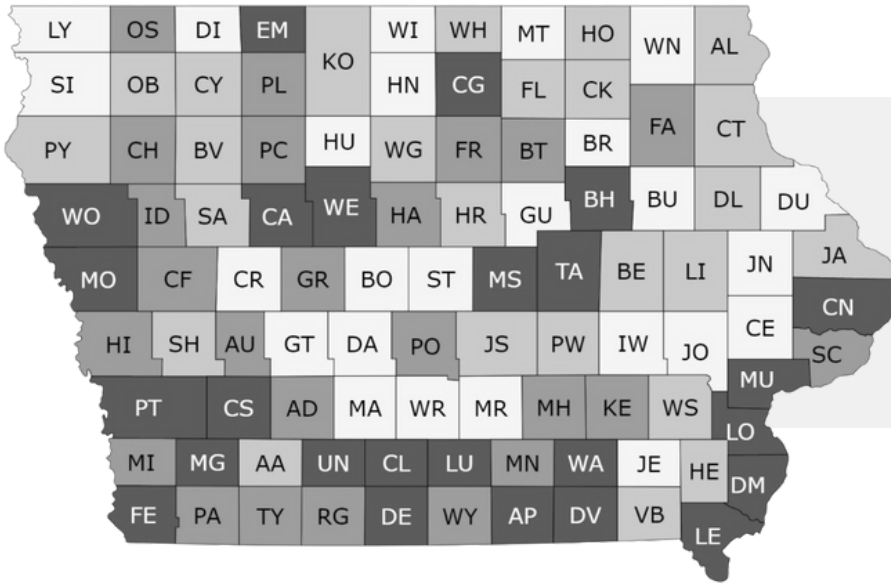 LY OS DI EM KO WI WH MT HO WN AL
SI OB CY PL HN CG FL CK
PY CH BV PC HU WG FR BT BR FA CT
WO ID SA CA WE HA HR GU BH BU DL DU
MO CF CR GR BO ST MS TA BE LI JN JA
CN
HI SH AU GT DA PO JS PW IW JO CE SC
PT CS AD MA WR MR MH KE WS MU
LO
MI MG AA UN CL LU MN WA JE HE DM
FE PA TY RG DE WY AP DV VB LE